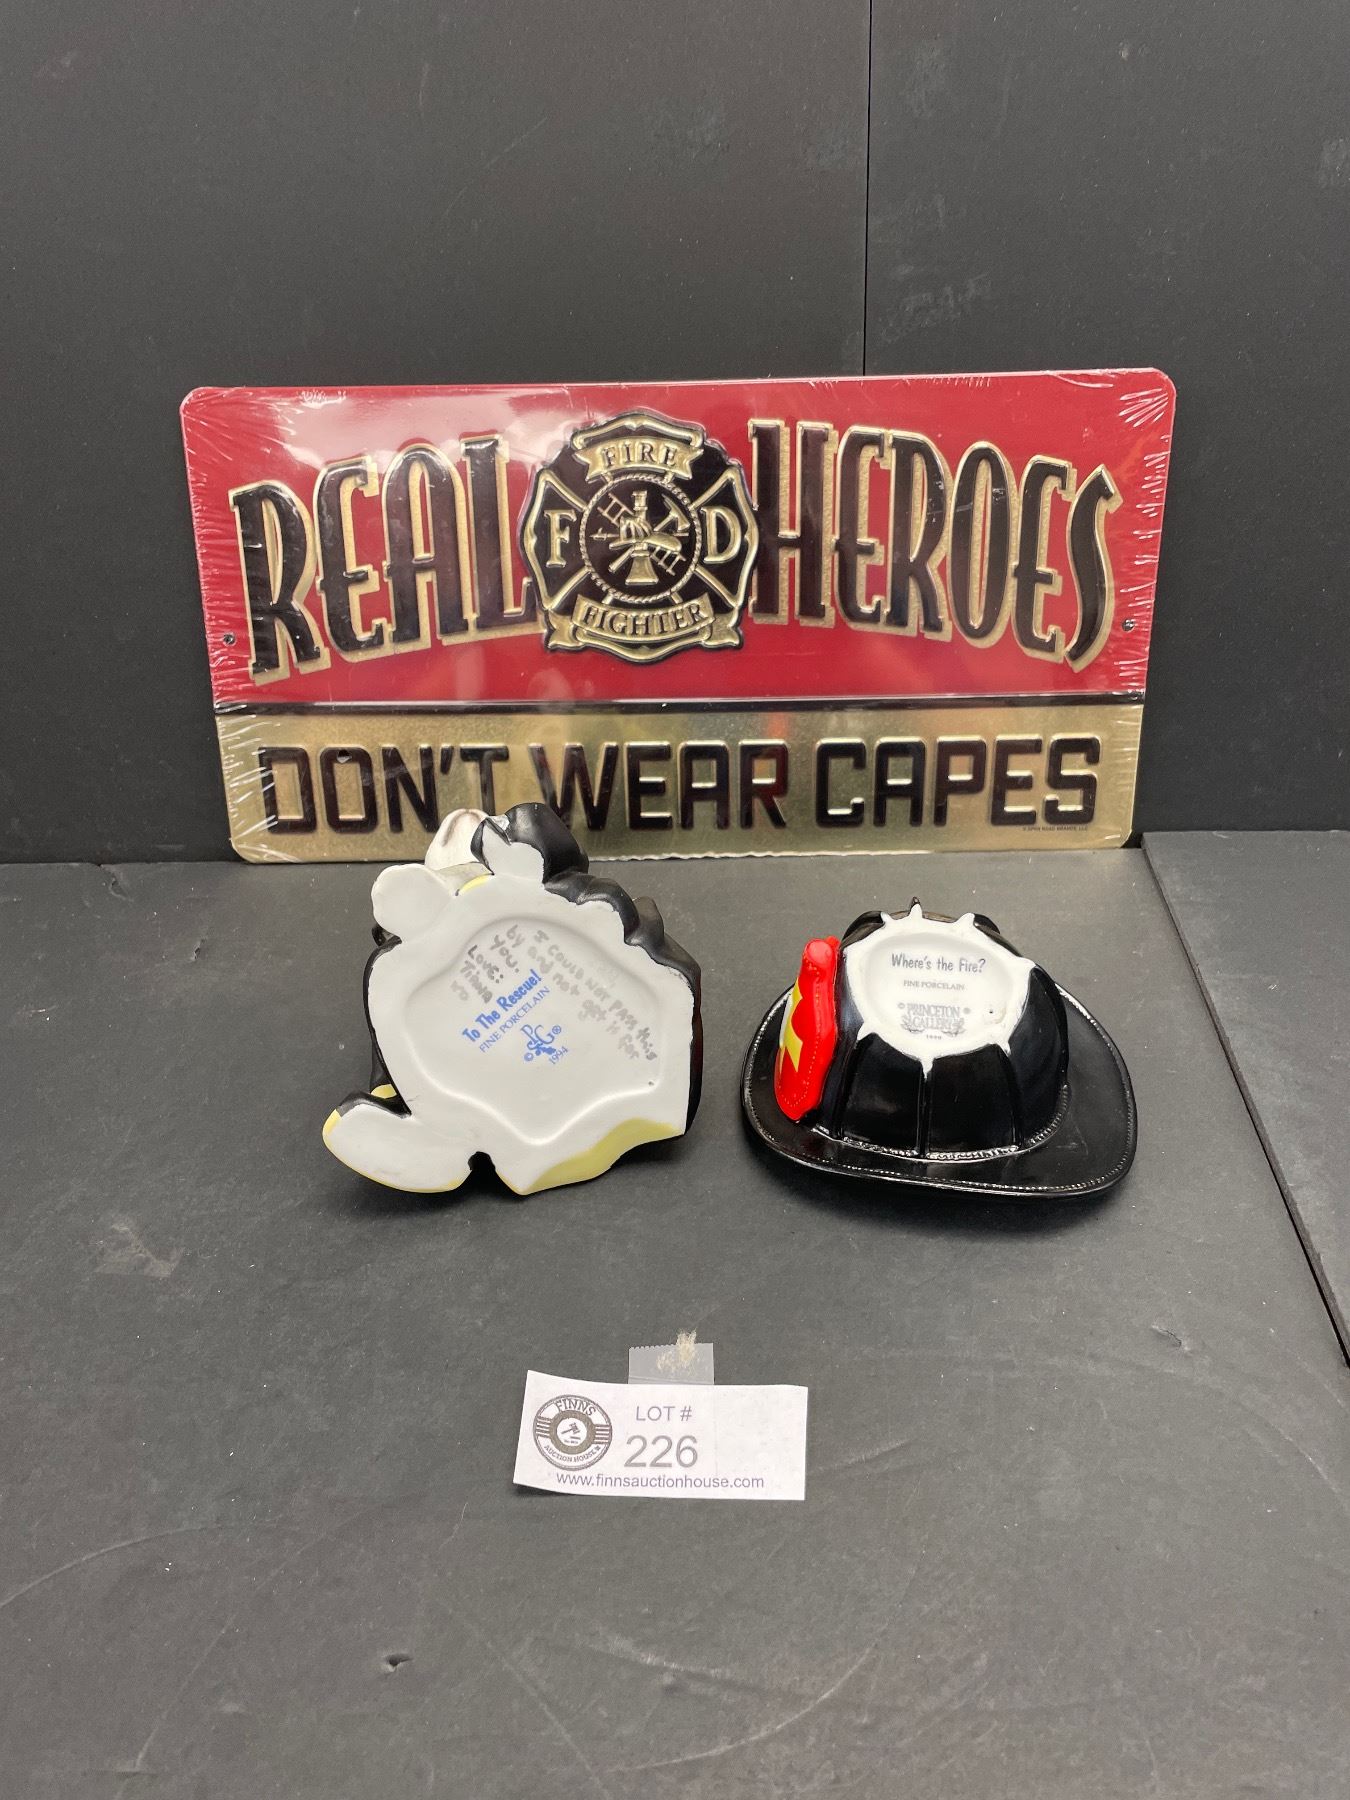 REAL HEROES
FIRE
F D
FIGHTER
DON'T WEAR CAPES
I COULD NOT PASS this
by and not get it for
you.
Love:
To The Rescue!
FINE PORCELAIN
PG®
© 1994
Where's the Fire?
FINE PORCELAIN
© PRINCETON
GALLERY
FINNS
AUCTION HOUSE
LOT #
226
www.finnsauctionhouse.com